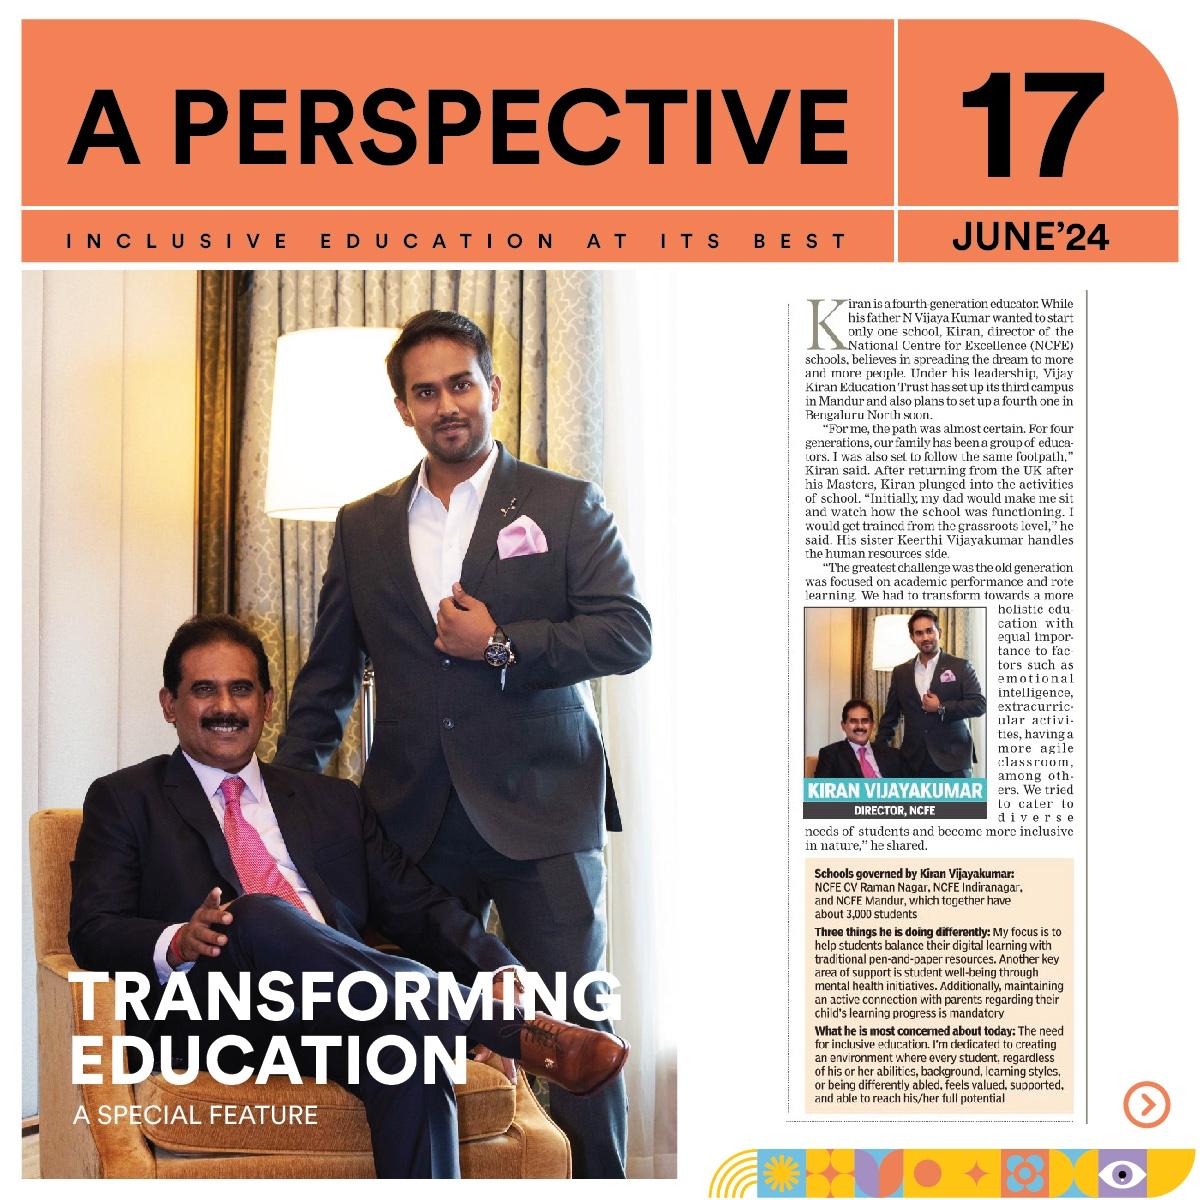 A PERSPECTIVE
17
INCLUSIVE EDUCATION AT ITS BEST
JUNE’24
TRANSFORMING
EDUCATION
A SPECIAL FEATURE
Kiran is a fourth-generation educator. While
his father N Vijaya Kumar wanted to start
only one school, Kiran, director of the
National Centre for Excellence (NCFE)
schools, believes in spreading the dream to more
and more people. Under his leadership, Vijay
Kiran Education Trust has set up its third campus
in Mandur and also plans to set up a fourth one in
Bengaluru North soon.
“For me, the path was almost certain. For four
generations, our family has been a group of educa-
tors. I was also set to follow the same footpath,”
Kiran said. After returning from the UK after
his Masters, Kiran plunged into the activities
of school. “Initially, my dad would make me sit
and watch how the school was functioning. I
would get trained from the grassroots level,” he
said. His sister Keerthi Vijayakumar handles
the human resources side.
“The greatest challenge was the old generation
was focused on academic performance and rote
learning. We had to transform towards a more
holistic edu-
cation with
equal impor-
tance to fac-
tors such as
emotional
intelligence,
extracurric-
ular activi-
ties, having a
more agile
classroom,
among oth-
ers. We tried
to cater to
diverse
needs of students and become more inclusive
in nature,” he shared.
KIRAN VIJAYAKUMAR
DIRECTOR, NCFE
Schools governed by Kiran Vijayakumar:
NCFE CV Raman Nagar, NCFE Indiranagar,
and NCFE Mandur, which together have
about 3,000 students
Three things he is doing differently: My focus is to
help students balance their digital learning with
traditional pen-and-paper resources. Another key
area of support is student well-being through
mental health initiatives. Additionally, maintaining
an active connection with parents regarding their
child’s learning progress is mandatory
What he is most concerned about today: The need
for inclusive education. I’m dedicated to creating
an environment where every student, regardless
of his or her abilities, background, learning styles,
or being differently abled, feels valued, supported,
and able to reach his/her full potential